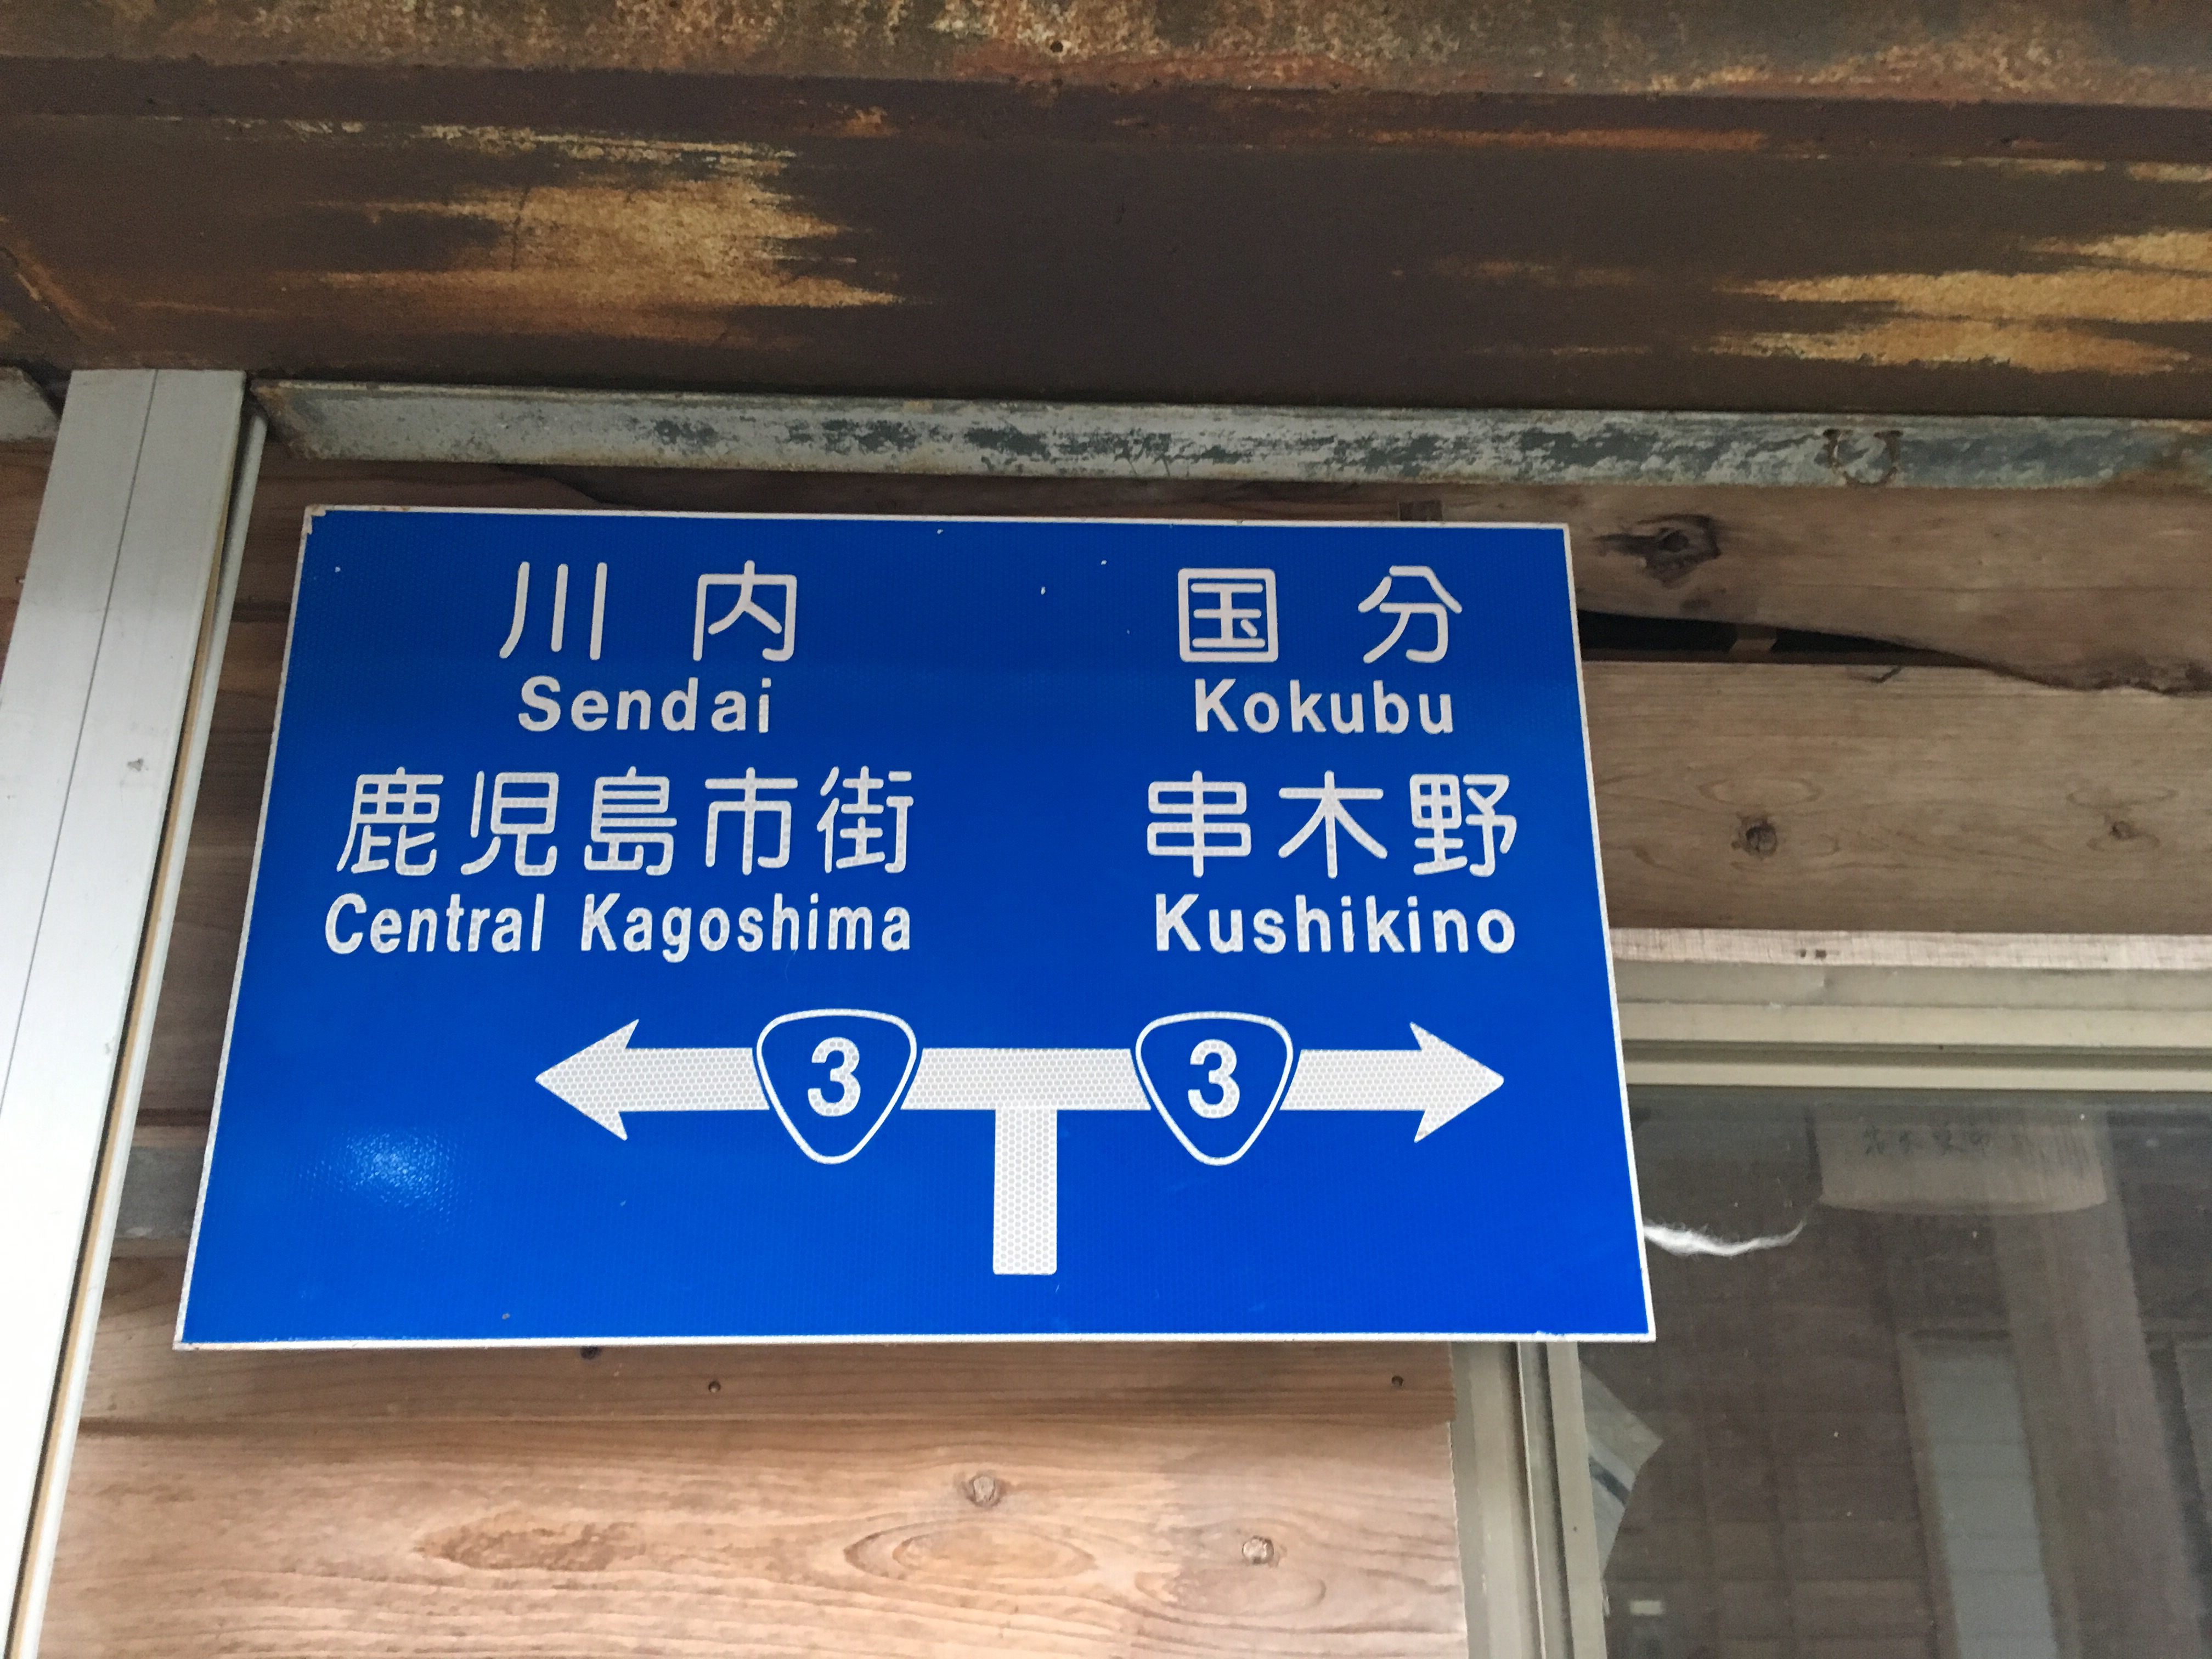 川内
Sendai
鹿児島市街
Central Kagoshima
国分
Kokubu
串木野
Kushikino
3
3